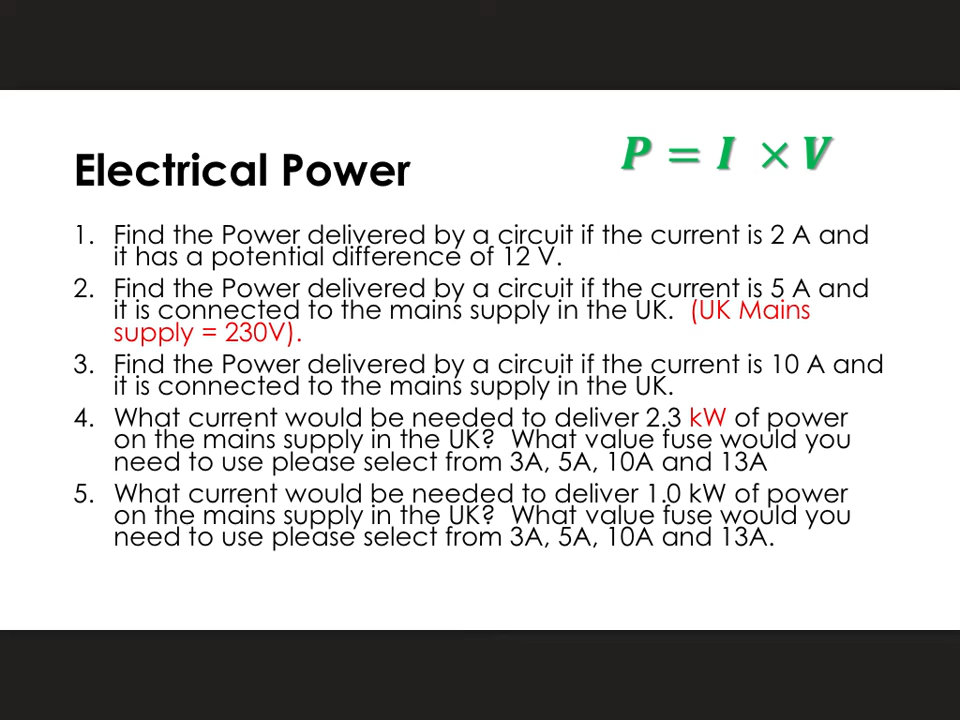 Electrical Power
P = I × V
1. Find the Power delivered by a circuit if the current is 2 A and
it has a potential difference of 12 V.
2. Find the Power delivered by a circuit if the current is 5 A and
it is connected to the mains supply in the UK. (UK Mains
supply = 230V).
3. Find the Power delivered by a circuit if the current is 10 A and
it is connected to the mains supply in the UK.
4. What current would be needed to deliver 2.3 kW of power
on the mains supply in the UK? What value fuse would you
need to use please select from 3A, 5A, 10A and 13A
5. What current would be needed to deliver 1.0 kW of power
on the mains supply in the UK? What value fuse would you
need to use please select from 3A, 5A, 10A and 13A.